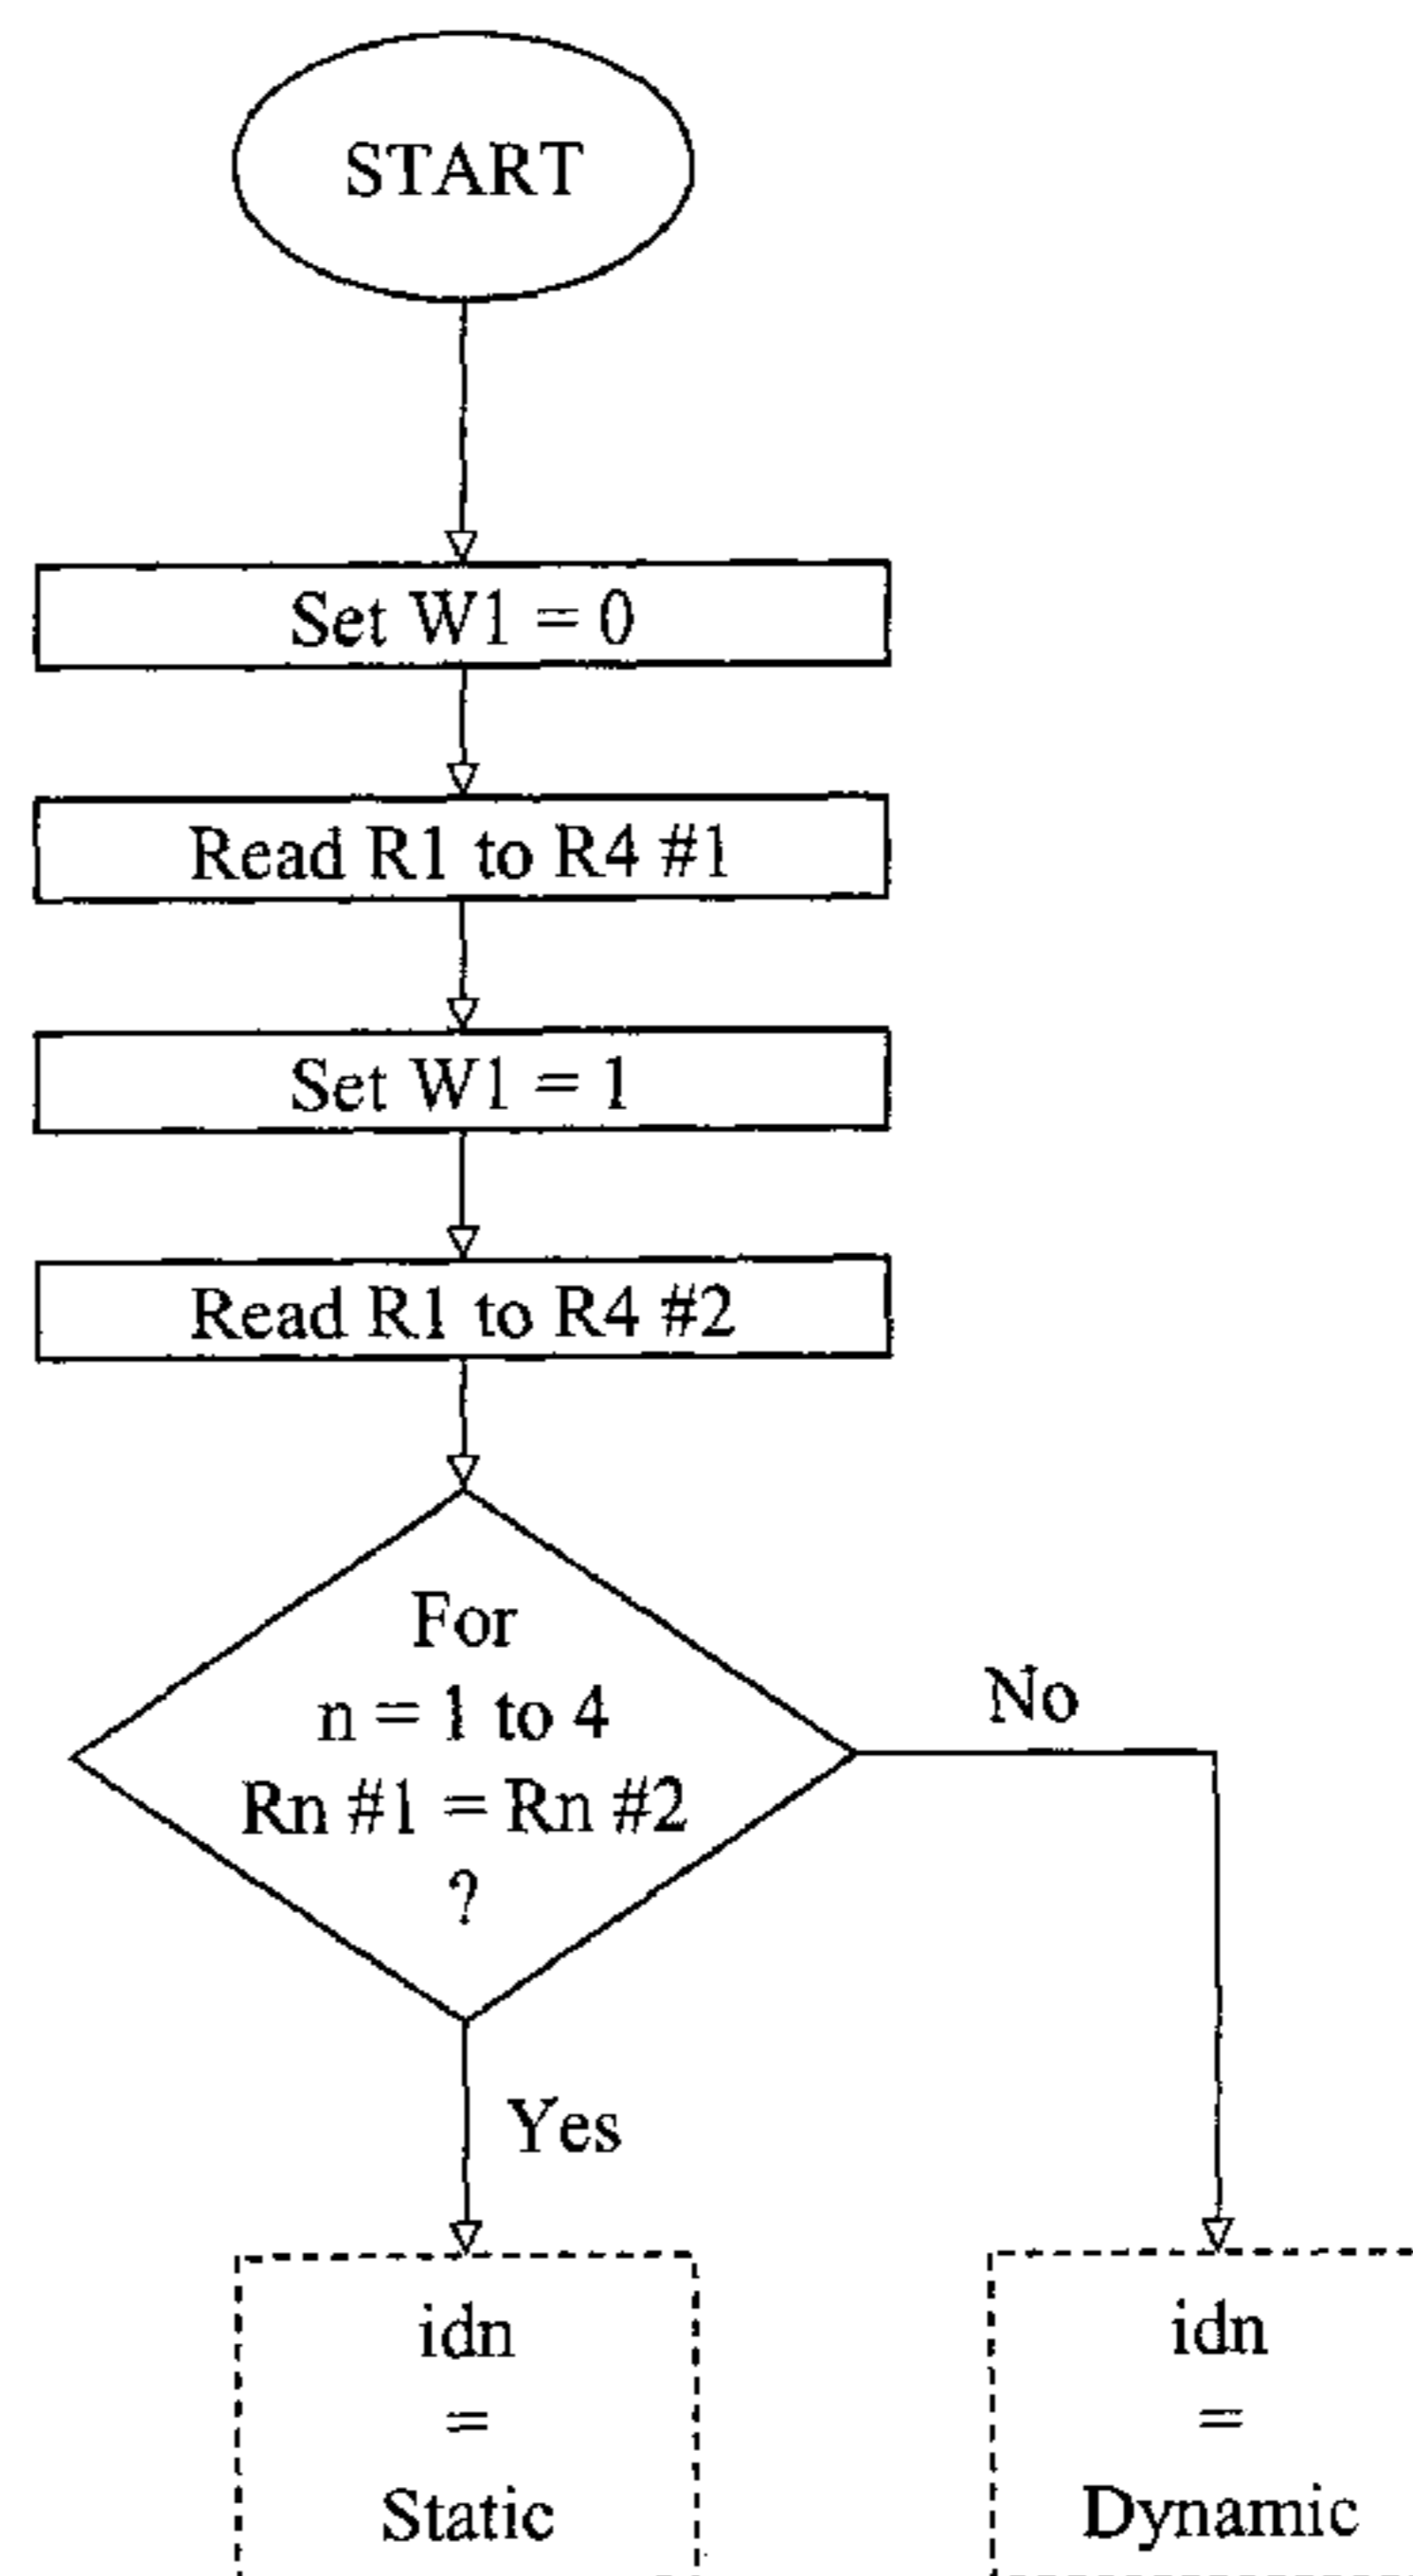 START
Set W1 = 0
Read R1 to R4 #1
Set W1 = 1
Read R1 to R4 #2
For
n = 1 to 4
Rn #1 = Rn #2
?
No
Yes
idn
=
Static
idn
=
Dynamic